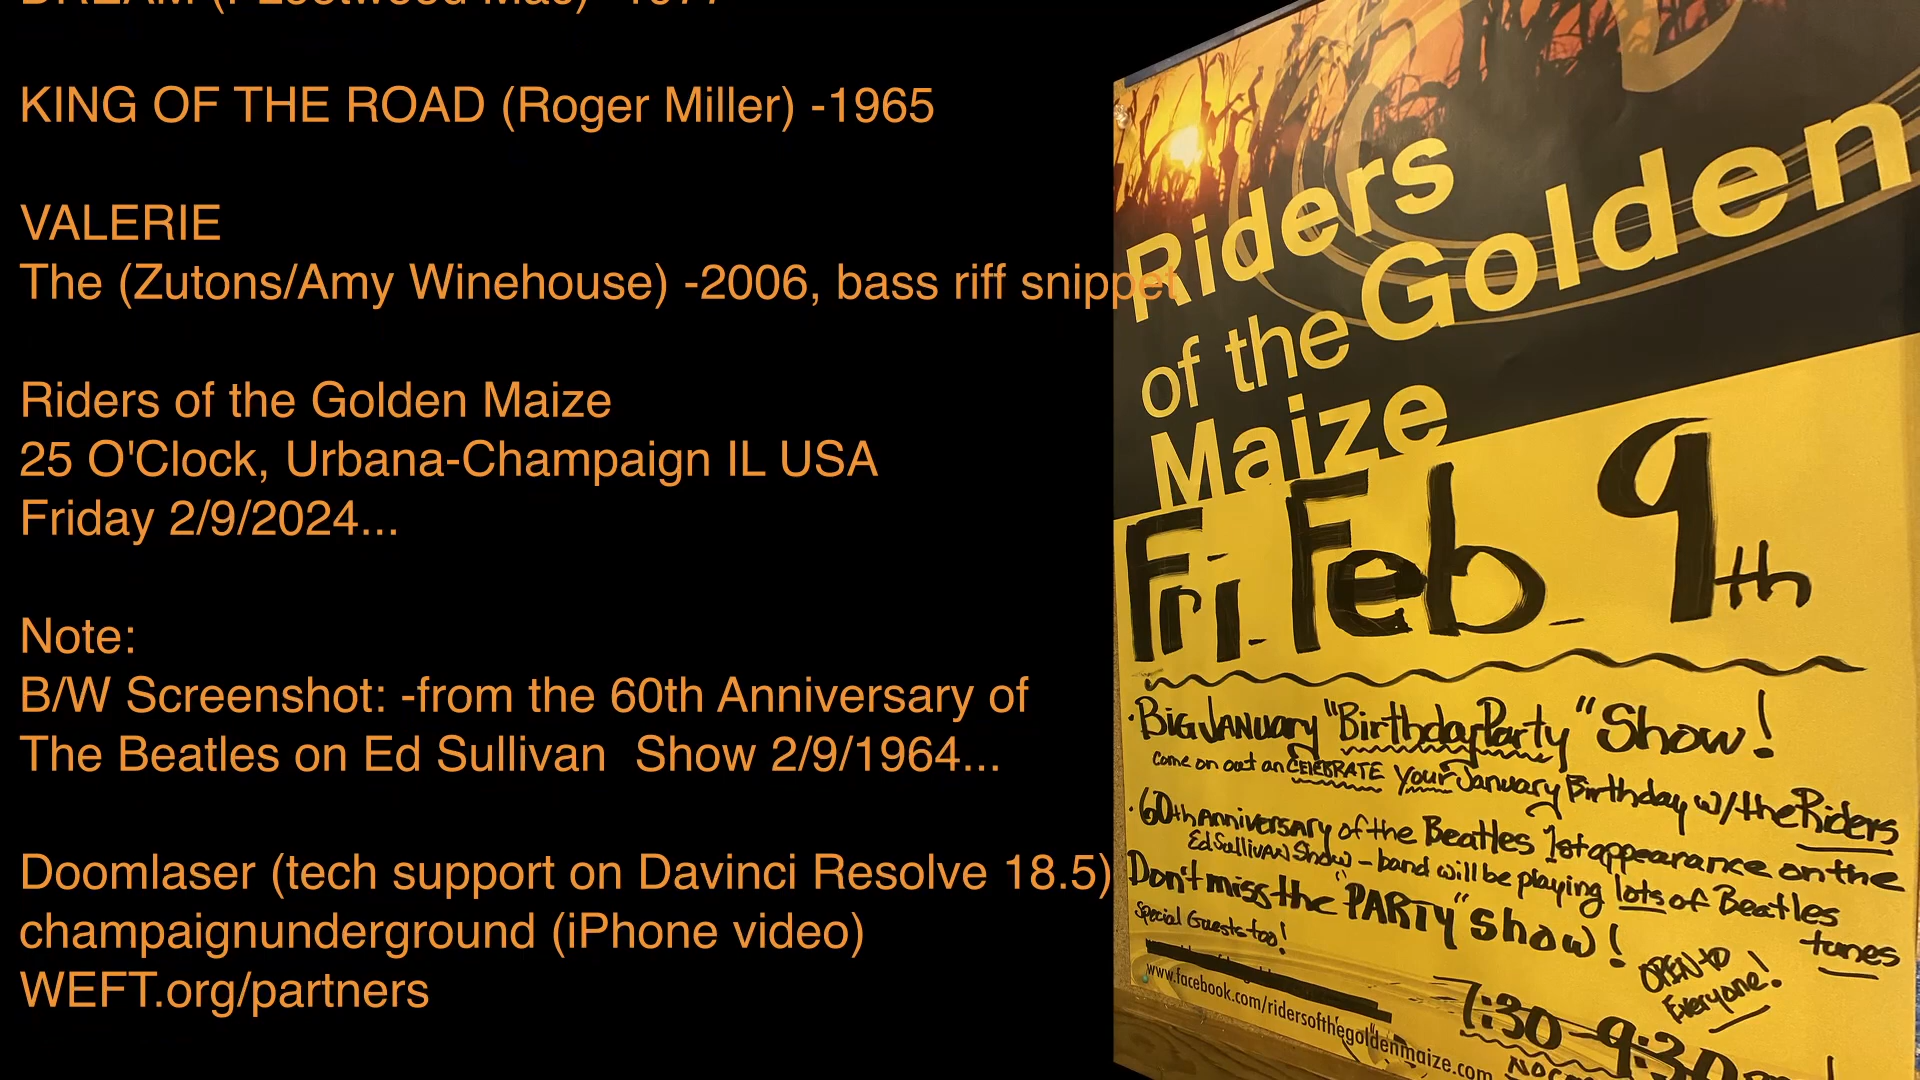 DREAM (Fleetwood Mac) -1977
KING OF THE ROAD (Roger Miller) -1965
VALERIE
The (Zutons/Amy Winehouse) -2006, bass riff snippet
Riders of the Golden Maize
25 O'Clock, Urbana-Champaign IL USA
Friday 2/9/2024...
Note:
B/W Screenshot: -from the 60th Anniversary of
The Beatles on Ed Sullivan  Show 2/9/1964...
Doomlaser (tech support on Davinci Resolve 18.5)
champaignunderground (iPhone video)
WEFT.org/partners
Riders
of the Golden
Maize
Fri. Feb 9th
· Big January "Birthday Party" Show!
come on out an CELEBRATE Your January Birthday w/ the Riders
· 60th anniversary of the Beatles 1st appearance on the
Ed Sullivan Show - band will be playing lots of Beatles
tunes
Don't miss the "PARTY" show!
Special Guests too!
OPEN TO
Everyone!
www.facebook.com/ridersofthegoldenmaize.com
7:30-9:30
No